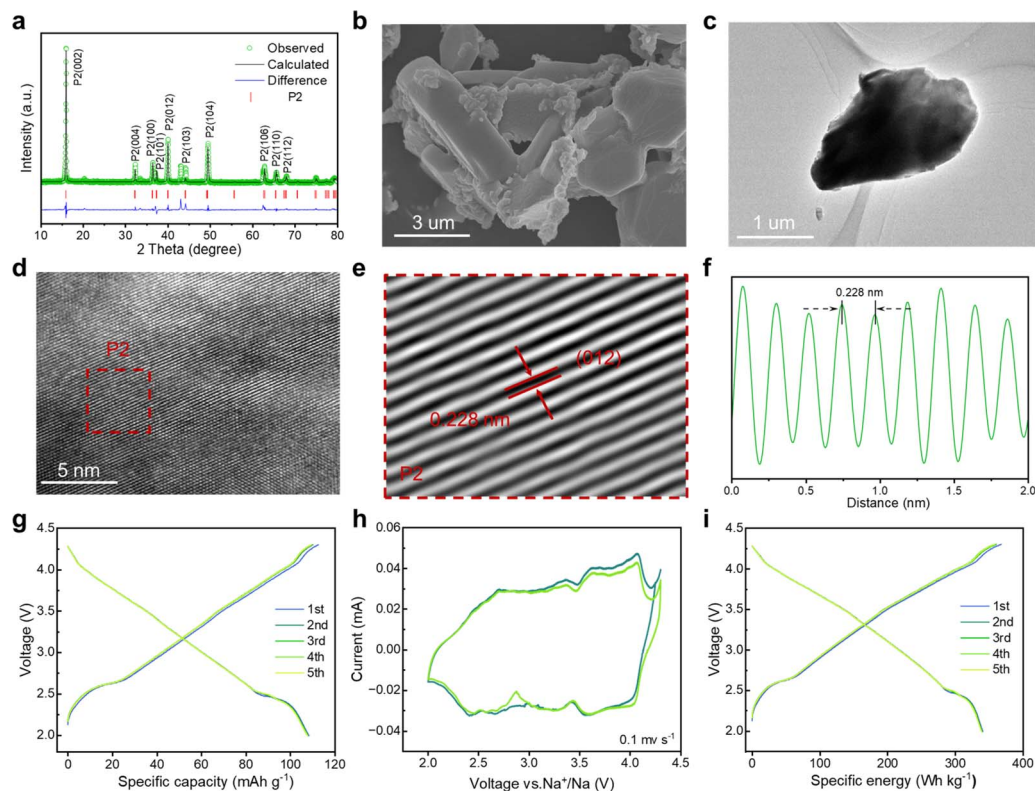 a
Intensity (a.u.)
P2(002)
P2(004)
P2(100)
P2(101)
P2(012)
P2(103)
P2(104)
P2(106)
P2(110)
P2(112)
Observed
Calculated
Difference
P2
10 20 30 40 50 60 70 80
2 Theta (degree)
b
3 um
c
1 um
d
P2
5 nm
e
(012)
0.228 nm
P2
f
0.228 nm
0.0 0.5 1.0 1.5 2.0
Distance (nm)
g
Voltage (V)
4.5
4.0
3.5
3.0
2.5
2.0
1st
2nd
3rd
4th
5th
0 20 40 60 80 100 120
Specific capacity (mAh g⁻¹)
h
Current (mA)
0.06
0.04
0.02
0.00
−0.02
−0.04
0.1 mv s⁻¹
2.0 2.5 3.0 3.5 4.0 4.5
Voltage vs.Na⁺/Na (V)
i
Voltage (V)
4.5
4.0
3.5
3.0
2.5
2.0
1st
2nd
3rd
4th
5th
0 100 200 300 400
Specific energy (Wh kg⁻¹)